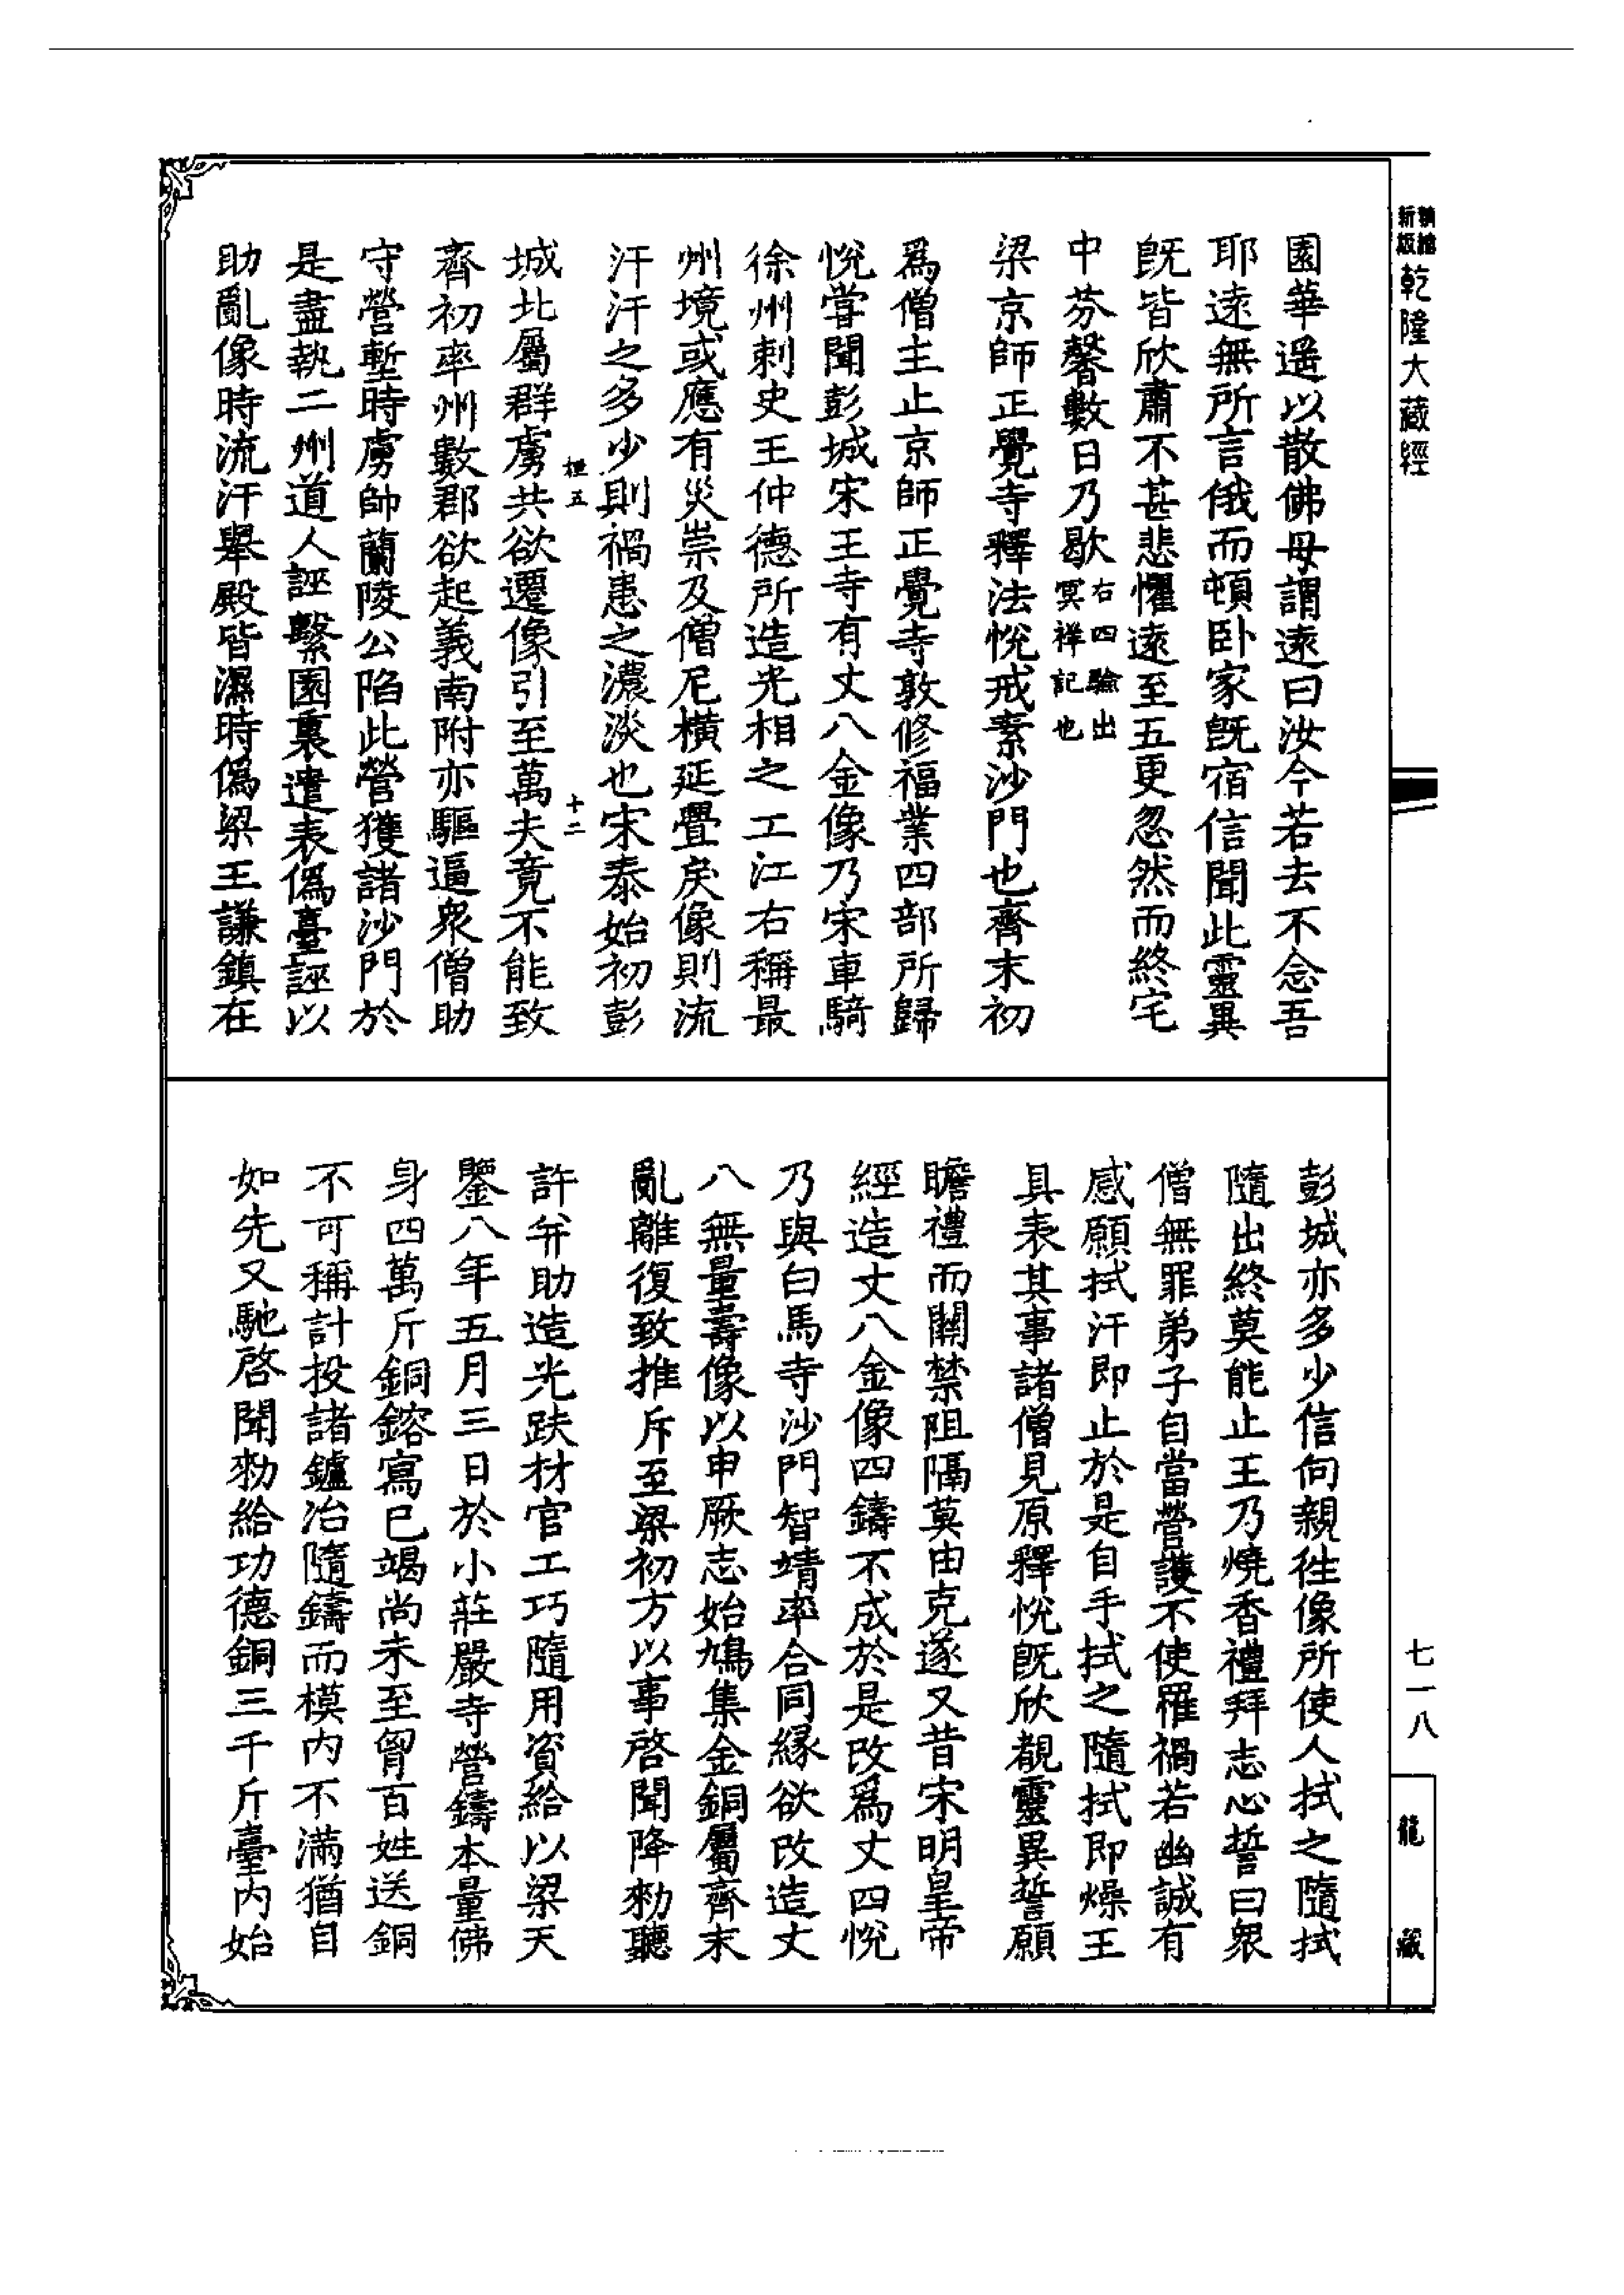 精繪
新版
乾隆大藏經
園華遥以散佛母謂遠曰汝今若去不念吾
耶遠無所言俄而頓卧家旣宿信聞此靈異
旣皆欣肅不甚悲懼遠至五更忽然而終宅
中芬馨數日乃歇右四驗出冥祥記也
梁京師正覺寺釋法悅戒素沙門也齊末初
爲僧主止京師正覺寺敦修福業四部所歸
悅嘗聞彭城宋王寺有丈八金像乃宋車騎
徐州刺史王仲德所造光相之工江右稱最
州境或應有災祟及僧尼橫延舋戾像則流
汗汗之多少則禍患之濃淡也宋泰始初彭
城北屬群虜共欲遷像引至萬夫竟不能致
桓五
十二
齊初兖州數郡欲起義南附亦驅逼衆僧助
守營塹時虜帥蘭陵公陷此營獲諸沙門於
是盡執二州道人誣繫園裏遣表僞臺誣以
助亂像時流汗舉殿皆濕時僞梁王謙鎮在
彭城亦多少信向親徃像所使人拭之隨拭
隨出終莫能止王乃燒香禮拜志心誓曰衆
僧無罪弟子自當營護不使罹禍若幽誠有
感願拭汗即止於是自手拭之隨拭即燥王
具表其事諸僧見原釋悅旣欣覩靈異誓願
瞻禮而關禁阻隔莫由克遂又昔宋明皇帝
經造丈八金像四鑄不成於是改爲丈四悅
乃與白馬寺沙門智靖率合同緣欲改造丈
八無量壽像以申厥志始鳩集金銅屬齊末
亂離復致推斥至梁初方以事啓聞降勑聽
許并助造光趺材官工巧隨用資給以梁天
鑒八年五月三日於小莊嚴寺營鑄本量佛
身四萬斤銅鎔寫已竭尚未至胷百姓送銅
不可稱計投諸鑪冶隨鑄而模内不滿猶自
如先又馳啓聞勑給功德銅三千斤臺内始
七一八
龍藏